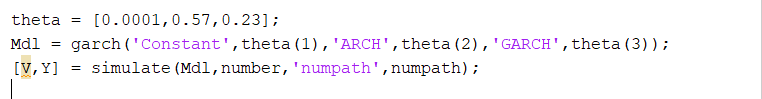 theta = [0.0001,0.57,0.23];
Mdl = garch('Constant',theta(1),'ARCH',theta(2),'GARCH',theta(3));
[V,Y] = simulate(Mdl,number,'numpath',numpath);